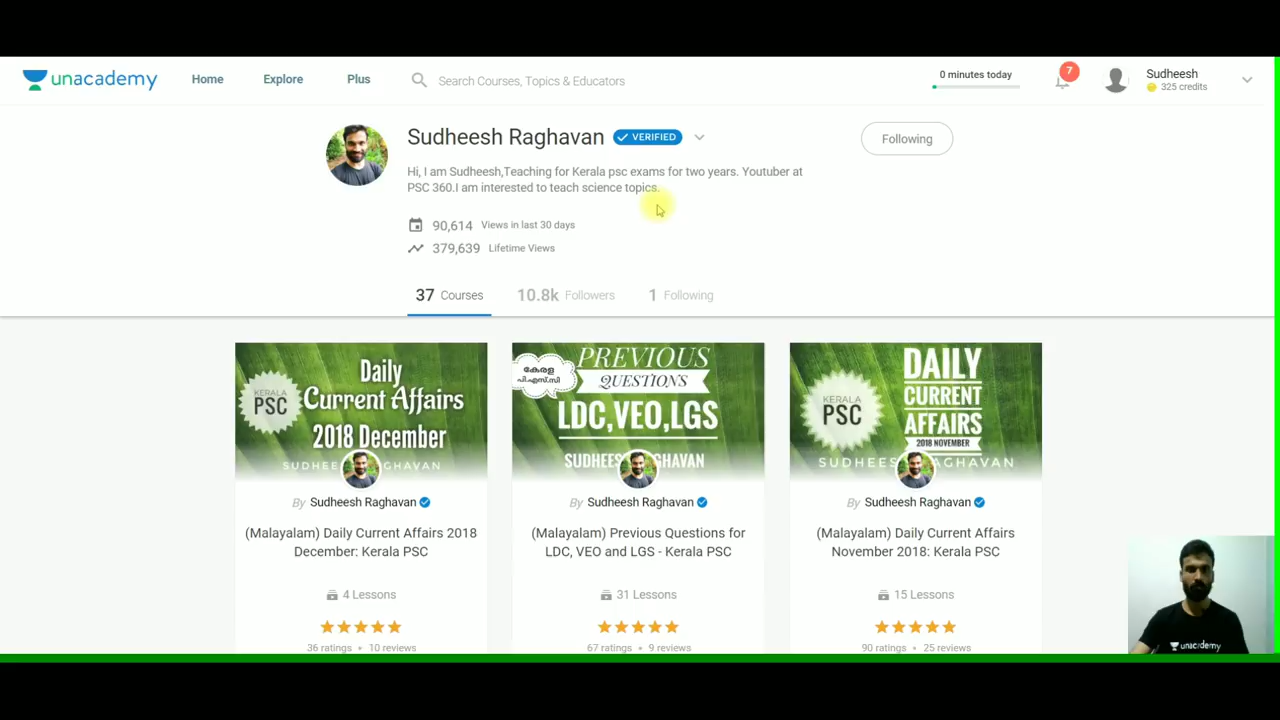 unacademy
Home
Explore
Plus
Search Courses, Topics & Educators
0 minutes today
7
Sudheesh
325 credits
Sudheesh Raghavan
VERIFIED
Following
Hi, I am Sudheesh,Teaching for Kerala psc exams for two years. Youtuber at
PSC 360.I am interested to teach science topics.
90,614 Views in last 30 days
379,639 Lifetime Views
37 Courses
10.8k Followers
1 Following
KERALA
PSC
Daily
Current Affairs
2018 December
By Sudheesh Raghavan
(Malayalam) Daily Current Affairs 2018
December: Kerala PSC
4 Lessons
36 ratings • 10 reviews
കേരള
പി.എസ്.സി
PREVIOUS
QUESTIONS
LDC,VEO,LGS
By Sudheesh Raghavan
(Malayalam) Previous Questions for
LDC, VEO and LGS - Kerala PSC
31 Lessons
67 ratings • 9 reviews
KERALA
PSC
DAILY
CURRENT
AFFAIRS
2018 NOVEMBER
By Sudheesh Raghavan
(Malayalam) Daily Current Affairs
November 2018: Kerala PSC
15 Lessons
90 ratings • 25 reviews
unacademy